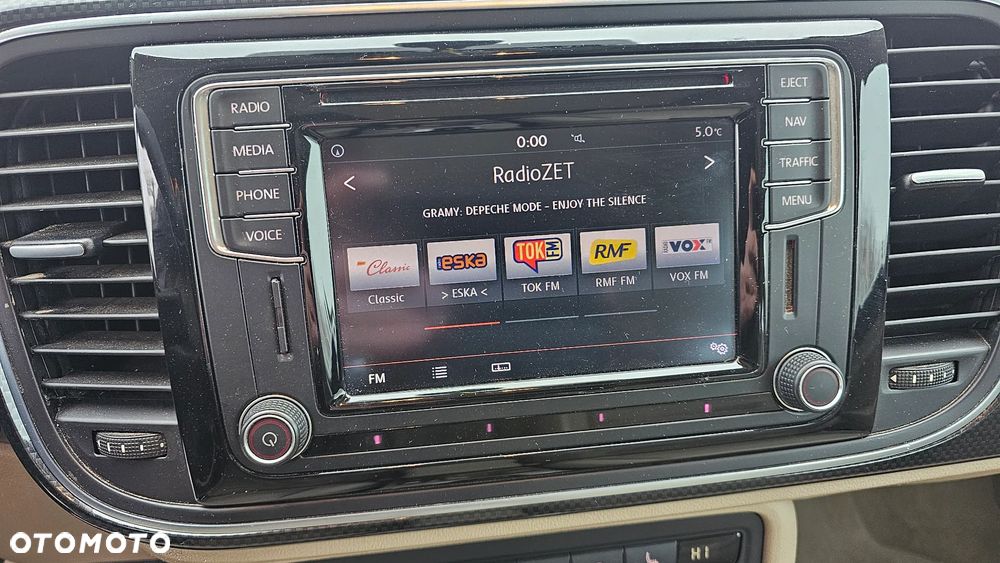 RADIO
MEDIA
PHONE
VOICE
EJECT
NAV
TRAFFIC
MENU
0:00
5.0°C
< RadioZET >
GRAMY: DEPECHE MODE - ENJOY THE SILENCE
Classic
ESKA
TOK FM
RMF
VOX
Classic
> ESKA <
TOK FM
RMF FM
VOX FM
FM
HI
OTOMOTO